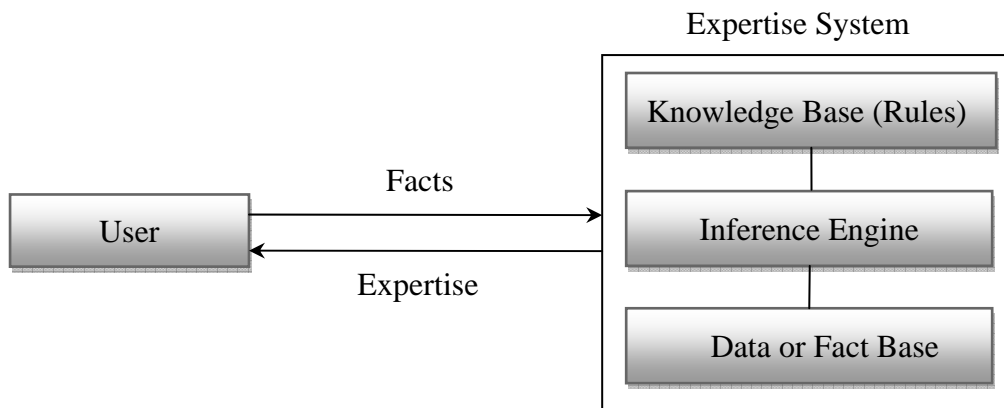 Expertise System
Knowledge Base (Rules)
Facts
User
Inference Engine
Expertise
Data or Fact Base